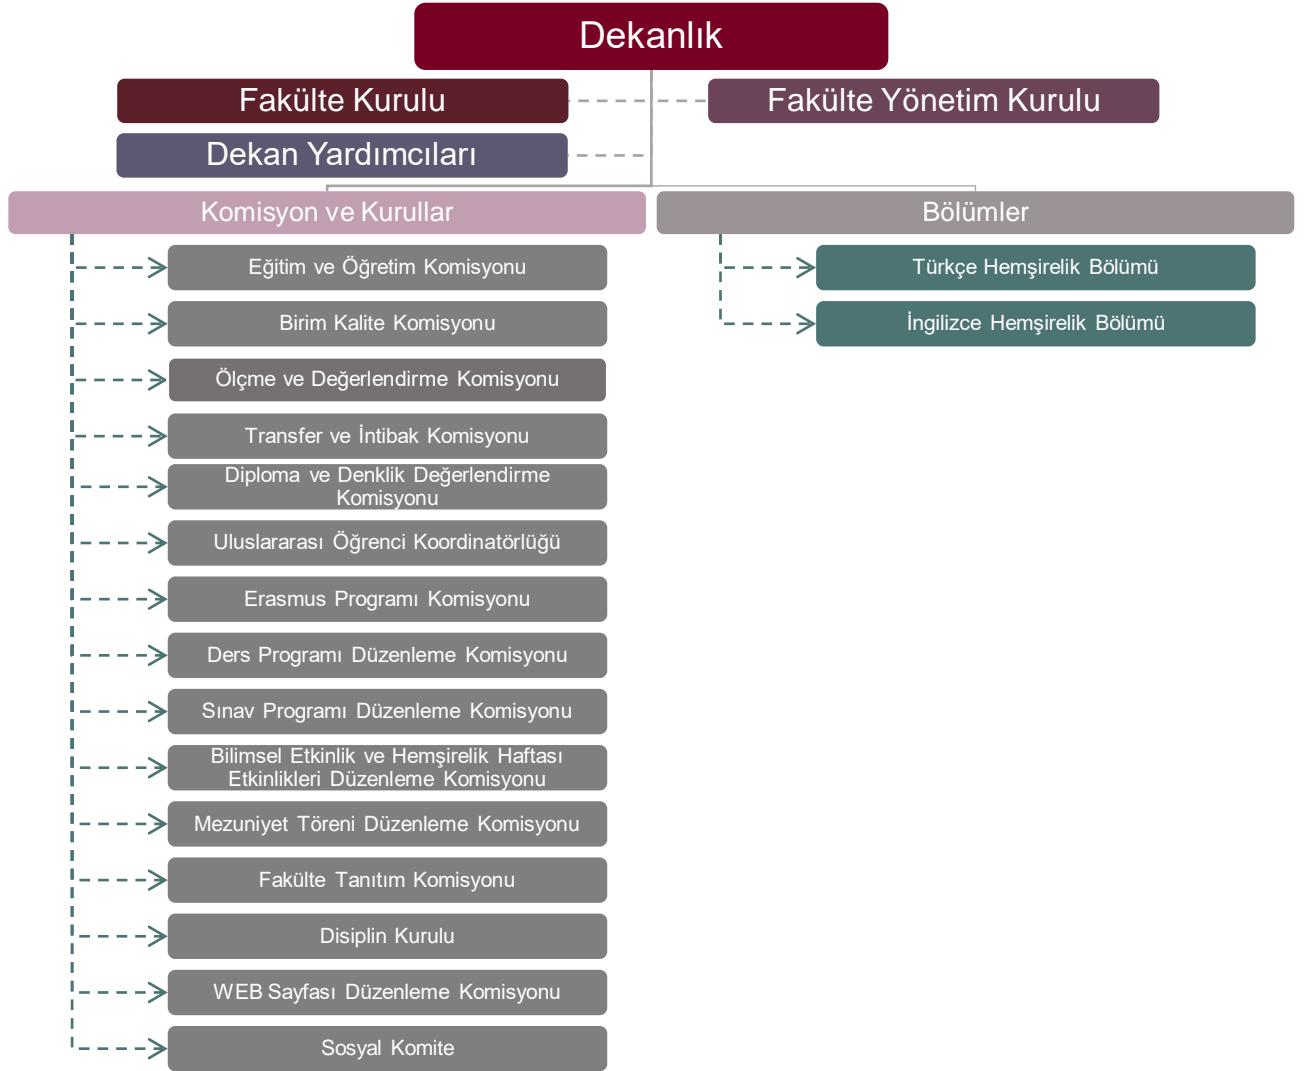 Dekanlık
Fakülte Kurulu
Fakülte Yönetim Kurulu
Dekan Yardımcıları
Komisyon ve Kurullar
Bölümler
Eğitim ve Öğretim Komisyonu
Türkçe Hemşirelik Bölümü
Birim Kalite Komisyonu
İngilizce Hemşirelik Bölümü
Ölçme ve Değerlendirme Komisyonu
Transfer ve İntibak Komisyonu
Diploma ve Denklik Değerlendirme
Komisyonu
Uluslararası Öğrenci Koordinatörlüğü
Erasmus Programı Komisyonu
Ders Programı Düzenleme Komisyonu
Sınav Programı Düzenleme Komisyonu
Bilimsel Etkinlik ve Hemşirelik Haftası
Etkinlikleri Düzenleme Komisyonu
Mezuniyet Töreni Düzenleme Komisyonu
Fakülte Tanıtım Komisyonu
Disiplin Kurulu
WEB Sayfası Düzenleme Komisyonu
Sosyal Komite